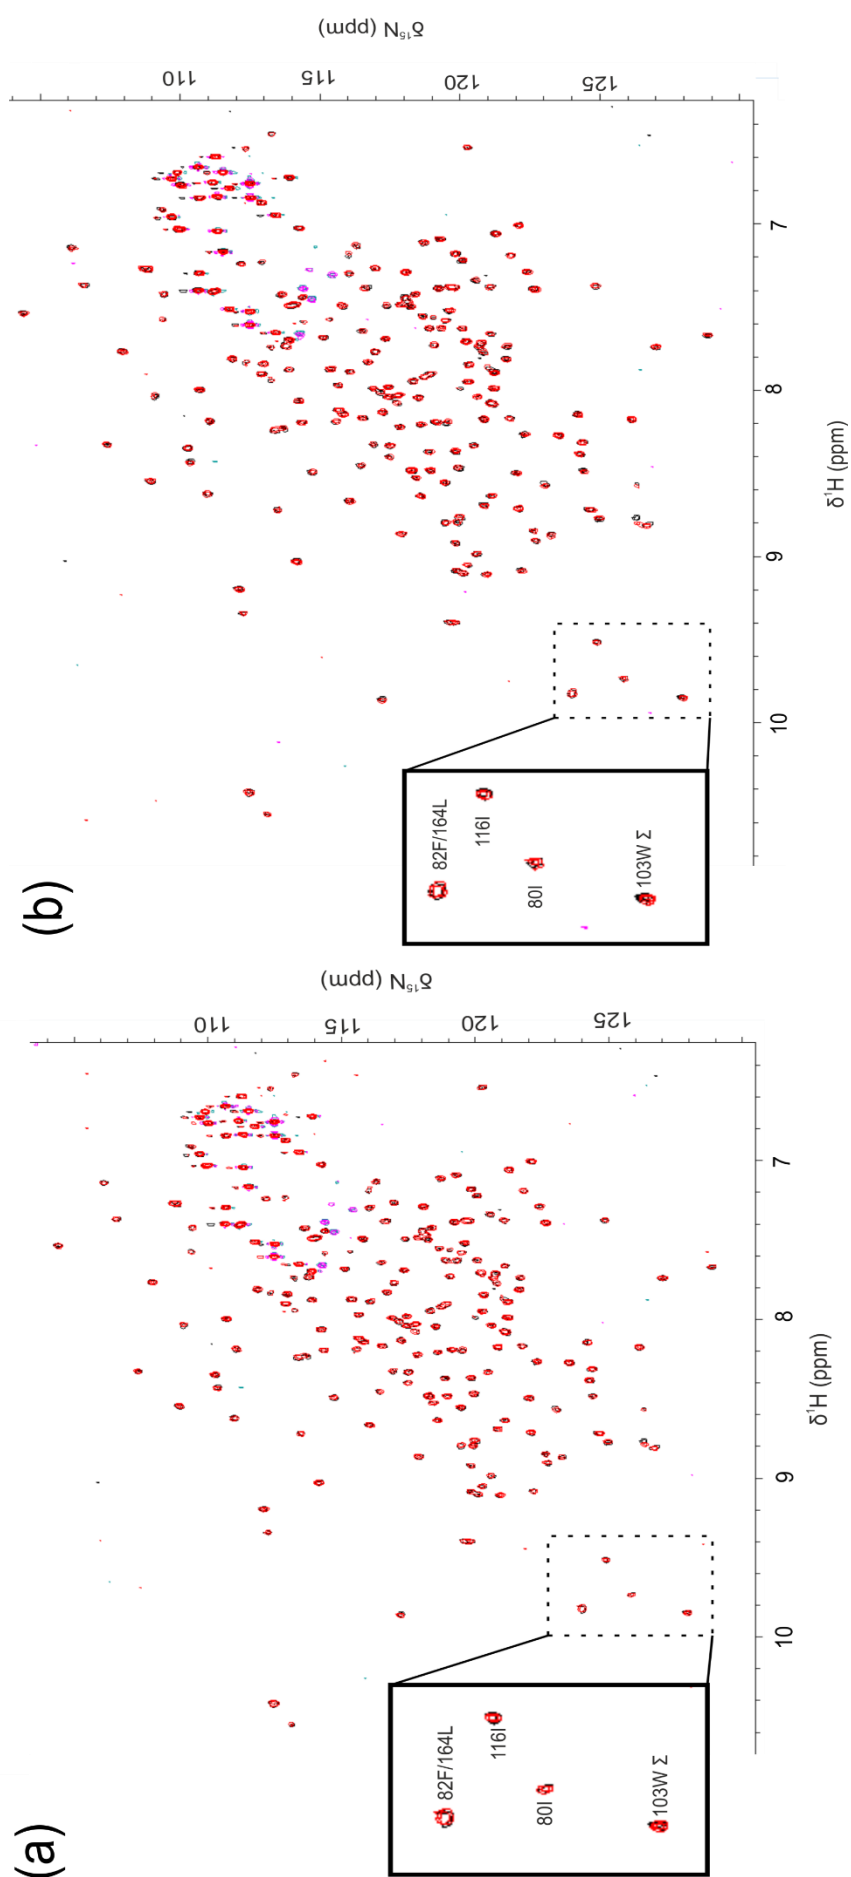 (a)
82F/164L
116I
80I
103W Σ
10
9
8
7
δ¹H (ppm)
110
115
120
125
δ¹⁵N (ppm)
(b)
82F/164L
116I
80I
103W Σ
10
9
8
7
δ¹H (ppm)
110
115
120
125
δ¹⁵N (ppm)